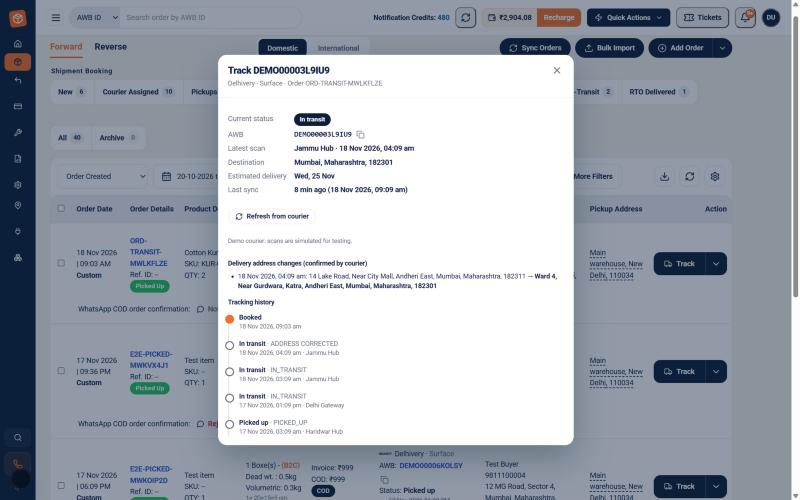 AWB ID
Search order by AWB ID
Notification Credits: 480
₹2,904.08
Recharge
Quick Actions
Tickets
DU
Forward
Reverse
Domestic
International
Sync Orders
Bulk Import
Add Order
Shipment Booking
New 6
Courier Assigned 10
Pickups
-Transit 2
RTO Delivered 1
All 40
Archive 0
Order Created
20-10-2026
More Filters
Order Date
Order Details
Pickup Address
Action
Track DEMO00003L9IU9
Delhivery · Surface · Order ORD-TRANSIT-MWLKFLZE
Current status
In transit
AWB
DEMO00003L9IU9
Latest scan
Jammu Hub · 18 Nov 2026, 04:09 am
Destination
Mumbai, Maharashtra, 182301
Estimated delivery
Wed, 25 Nov
Last sync
8 min ago (18 Nov 2026, 09:09 am)
Refresh from courier
Demo courier: scans are simulated for testing.
Delivery address changes (confirmed by courier)
• 18 Nov 2026, 04:09 am: 14 Lake Road, Near City Mall, Andheri East, Mumbai, Maharashtra, 182311 → Ward 4,
Near Gurdwara, Katra, Andheri East, Mumbai, Maharashtra, 182301
Tracking history
Booked
18 Nov 2026, 09:03 am
In transit · ADDRESS CORRECTED
18 Nov 2026, 04:09 am · Jammu Hub
In transit · IN_TRANSIT
18 Nov 2026, 03:09 am · Jammu Hub
In transit · IN_TRANSIT
17 Nov 2026, 01:09 pm · Delhi Gateway
Picked up · PICKED_UP
17 Nov 2026, 03:09 am · Haridwar Hub
18 Nov 2026
| 09:03 AM
Custom
ORD-
TRANSIT-
MWLKFLZE
Ref. ID: --
Picked Up
Cotton Kur
SKU: KUR-
QTY: 2
Main
warehouse, New
Delhi, 110034
Track
WhatsApp COD order confirmation:
17 Nov 2026
| 09:36 PM
Custom
E2E-PICKED-
MWKVX4J1
Ref. ID: --
Picked Up
Test item
SKU: --
QTY: 1
Main
warehouse, New
Delhi, 110034
Track
WhatsApp COD order confirmation:
17 Nov 2026
| 06:09 PM
E2E-PICKED-
MWKOIP2D
1 Boxe(s) - (B2C)
Dead wt. : 0.5kg
Volumetric: 0.3kg
Invoice: ₹999
COD: ₹999
COD
Delhivery · Surface
AWB: DEMO00006KOLSY
Status: Picked up
Test Buyer
9811100004
12 MG Road, Sector 4,
Main
warehouse, New
Delhi, 110034
Track